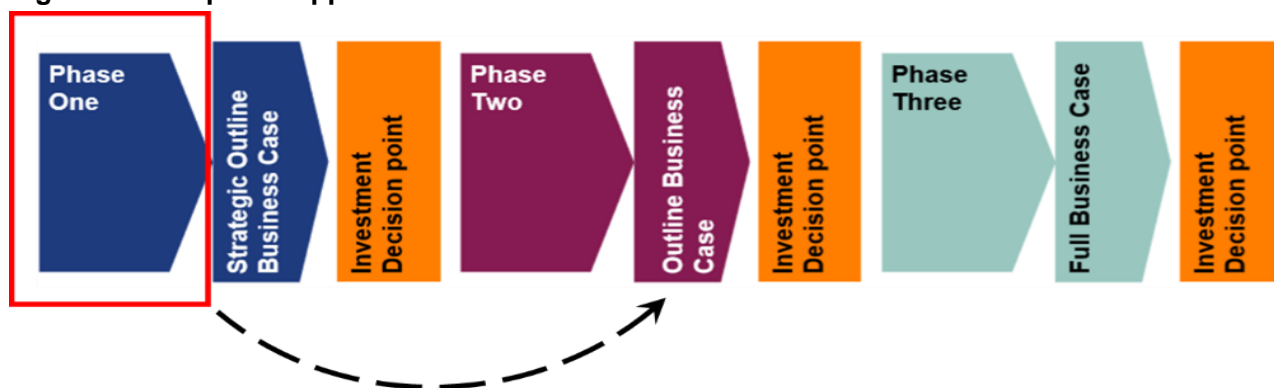 Phase
One
Strategic Outline
Business Case
Investment
Decision point
Phase
Two
Outline Business
Case
Investment
Decision point
Phase
Three
Full Business Case
Investment
Decision point